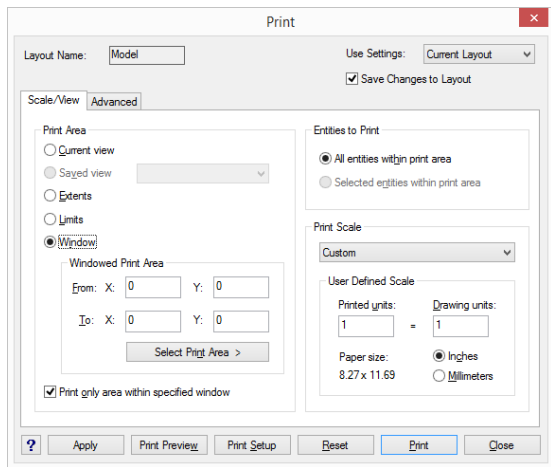 Print
Layout Name: Model
Use Settings: Current Layout
Save Changes to Layout
Scale/View Advanced
Print Area
Current view
Saved view
Extents
Limits
Window
Windowed Print Area
From: X: 0 Y: 0
To: X: 0 Y: 0
Select Print Area >
Print only area within specified window
Entities to Print
All entities within print area
Selected entities within print area
Print Scale
Custom
User Defined Scale
Printed units: Drawing units:
1 = 1
Paper size: Inches
8.27 x 11.69 Millimeters
? Apply Print Preview Print Setup Reset Print Close